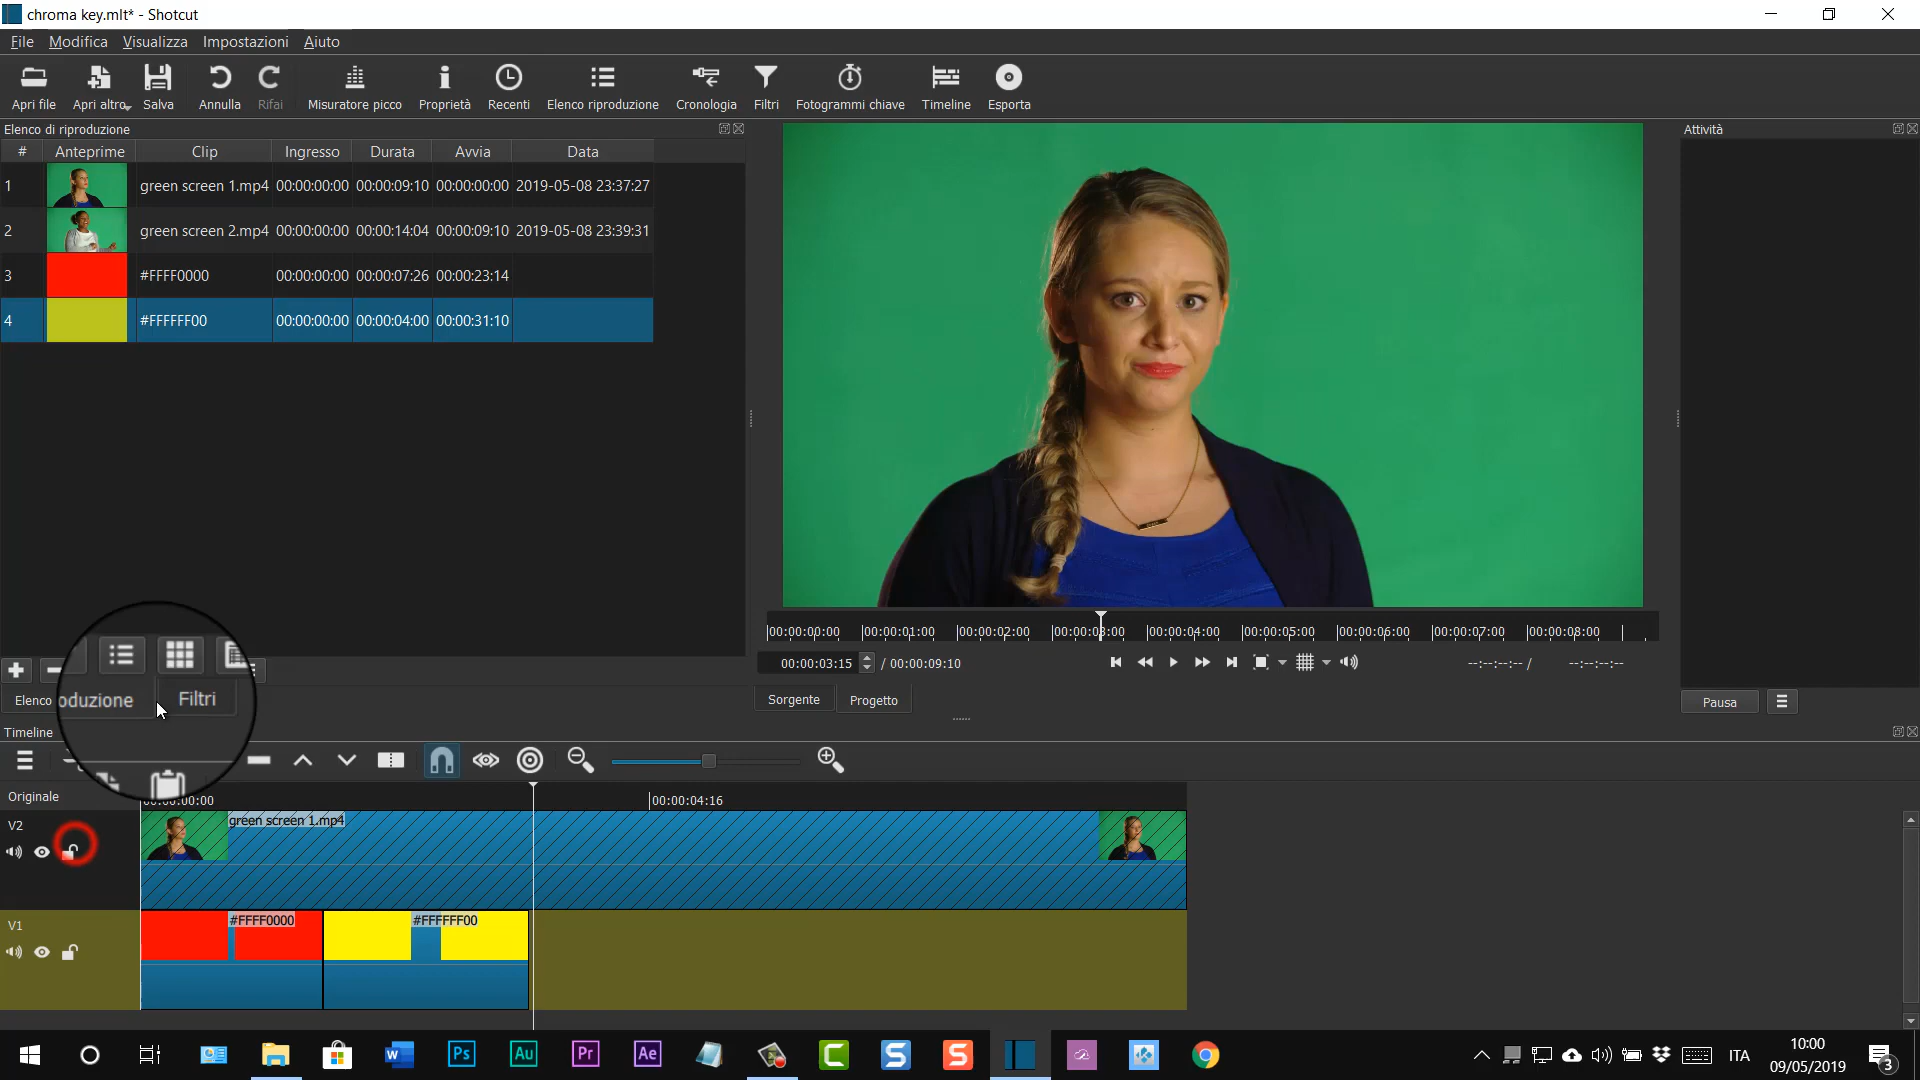 chroma key.mlt* - Shotcut
File Modifica Visualizza Impostazioni Aiuto
Apri file Apri altro Salva Annulla Rifai Misuratore picco Proprietà Recenti Elenco riproduzione Cronologia Filtri Fotogrammi chiave Timeline Esporta
Elenco di riproduzione
# Anteprime Clip Ingresso Durata Avvia Data
1 green screen 1.mp4 00:00:00:00 00:00:09:10 00:00:00:00 2019-05-08 23:37:27
2 green screen 2.mp4 00:00:00:00 00:00:14:04 00:00:09:10 2019-05-08 23:39:31
3 #FFFF0000 00:00:00:00 00:00:07:26 00:00:23:14
4 #FFFFFF00 00:00:00:00 00:00:04:00 00:00:31:10
Attività
00:00:00:00 00:00:01:00 00:00:02:00 00:00:03:00 00:00:04:00 00:00:05:00 00:00:06:00 00:00:07:00 00:00:08:00
00:00:03:15 / 00:00:09:10 --:--:--:-- / --:--:--:--
Elenco oduzione Filtri
Sorgente Progetto
Pausa
Timeline
Originale
00:00:00:00 00:00:04:16
V2
green screen 1.mp4
V1
#FFFF0000 #FFFFFF00
W Ps Au Pr Ae C S S
ITA
10:00
09/05/2019
3